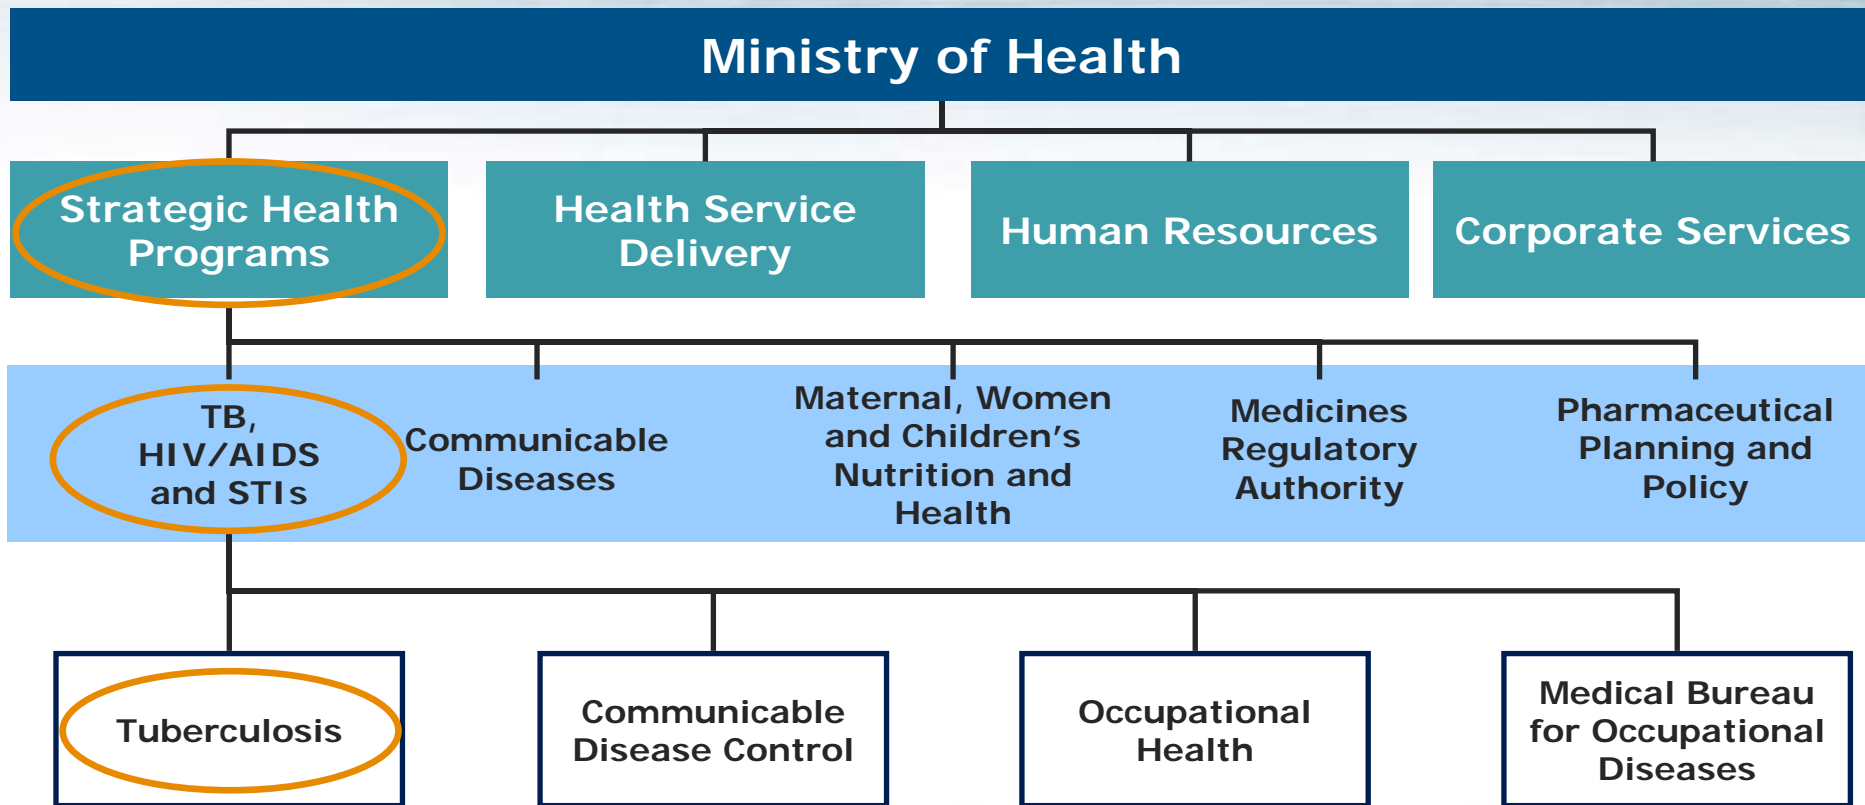 Ministry of Health
Strategic Health
Programs
Health Service
Delivery
Human Resources
Corporate Services
TB,
HIV/AIDS
and STIs
Communicable
Diseases
Maternal, Women
and Children's
Nutrition and
Health
Medicines
Regulatory
Authority
Pharmaceutical
Planning and
Policy
Tuberculosis
Communicable
Disease Control
Occupational
Health
Medical Bureau
for Occupational
Diseases